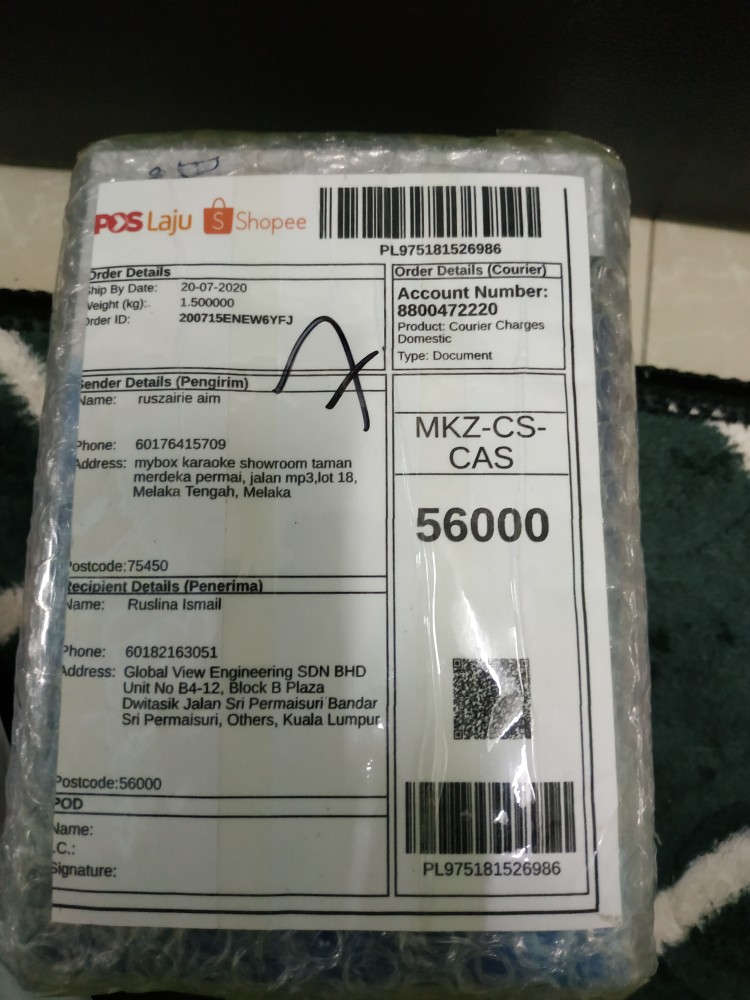 POS Laju Shopee
PL975181526986
Order Details
Ship By Date: 20-07-2020
Weight (kg):. 1.500000
Order ID: 200715ENEW6YFJ
Order Details (Courier)
Account Number:
8800472220
Product: Courier Charges
Domestic
Type: Document
Sender Details (Pengirim)
Name: ruszairie aim
Phone: 60176415709
Address: mybox karaoke showroom taman
merdeka permai, jalan mp3,lot 18,
Melaka Tengah, Melaka
Postcode:75450
MKZ-CS-
CAS
56000
Recipient Details (Penerima)
Name: Ruslina Ismail
Phone: 60182163051
Address: Global View Engineering SDN BHD
Unit No B4-12, Block B Plaza
Dwitasik Jalan Sri Permaisuri Bandar
Sri Permaisuri, Others, Kuala Lumpur
Postcode:56000
POD
Name:
I.C.:
Signature:
PL975181526986